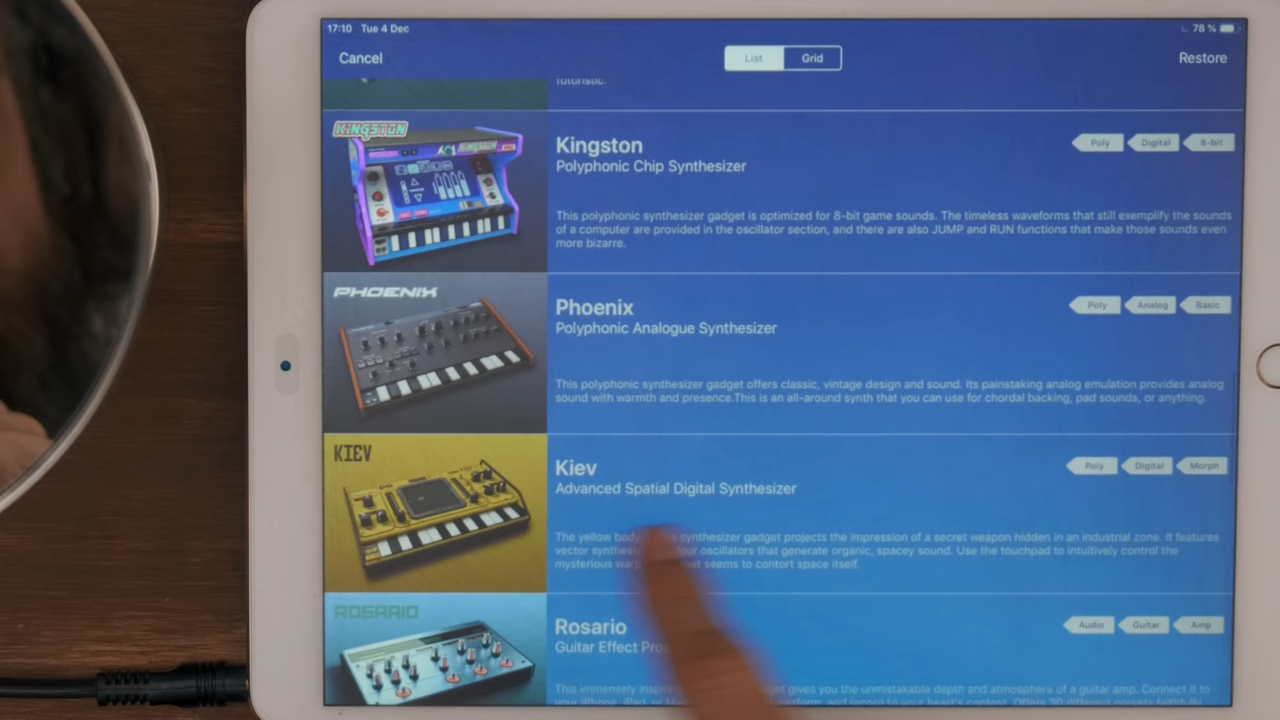 17:10 Tue 4 Dec
78 %
Cancel
List
Grid
Restore
futuristic.
KINGSTON
Kingston
Poly
Digital
8-bit
Polyphonic Chip Synthesizer
This polyphonic synthesizer gadget is optimized for 8-bit game sounds. The timeless waveforms that still exemplify the sounds
of a computer are provided in the oscillator section, and there are also JUMP and RUN functions that make those sounds even
more bizarre.
PHOENIX
Phoenix
Poly
Analog
Basic
Polyphonic Analogue Synthesizer
This polyphonic synthesizer gadget offers classic, vintage design and sound. Its painstaking analog emulation provides analog
sound with warmth and presence.This is an all-around synth that you can use for chordal backing, pad sounds, or anything.
KIEV
Kiev
Poly
Digital
Morph
Advanced Spatial Digital Synthesizer
The yellow body synthesizer gadget projects the impression of a secret weapon hidden in an industrial zone. It features
vector four oscillators that generate organic, spacey sound. Use the touchpad to intuitively control the
mysterious that seems to contort space itself.
ROSARIO
Rosario
Audio
Guitar
Amp
Guitar Effect
This immensely gives you the unmistakable depth and atmosphere of a guitar amp. Connect it to
your iPhone, iPad, or and record to your heart's content. Offers 30 different presets faithfully